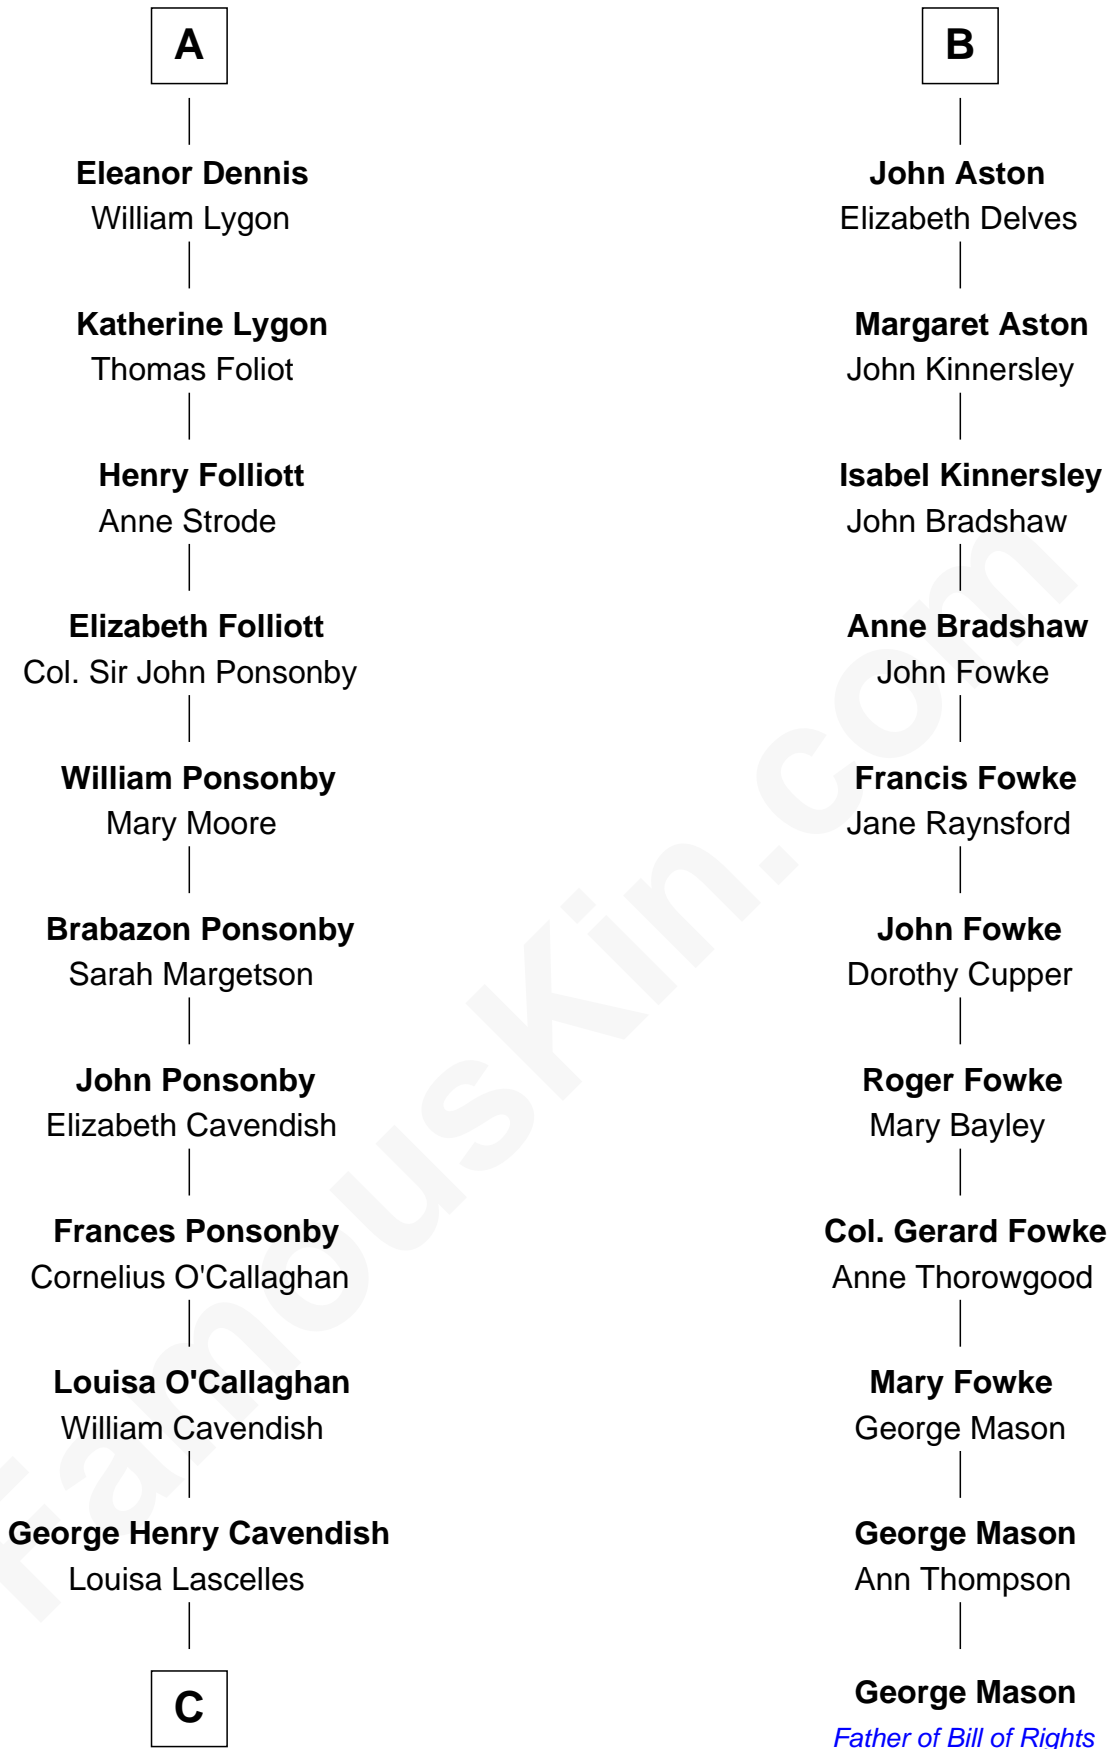 A
Eleanor Dennis
William Lygon
Katherine Lygon
Thomas Foliot
Henry Folliott
Anne Strode
Elizabeth Folliott
Col. Sir John Ponsonby
William Ponsonby
Mary Moore
Brabazon Ponsonby
Sarah Margetson
John Ponsonby
Elizabeth Cavendish
Frances Ponsonby
Cornelius O'Callaghan
Louisa O'Callaghan
William Cavendish
George Henry Cavendish
Louisa Lascelles
C
B
John Aston
Elizabeth Delves
Margaret Aston
John Kinnersley
Isabel Kinnersley
John Bradshaw
Anne Bradshaw
John Fowke
Francis Fowke
Jane Raynsford
John Fowke
Dorothy Cupper
Roger Fowke
Mary Bayley
Col. Gerard Fowke
Anne Thorowgood
Mary Fowke
George Mason
George Mason
Ann Thompson
George Mason
Father of Bill of Rights
FamousKin.com